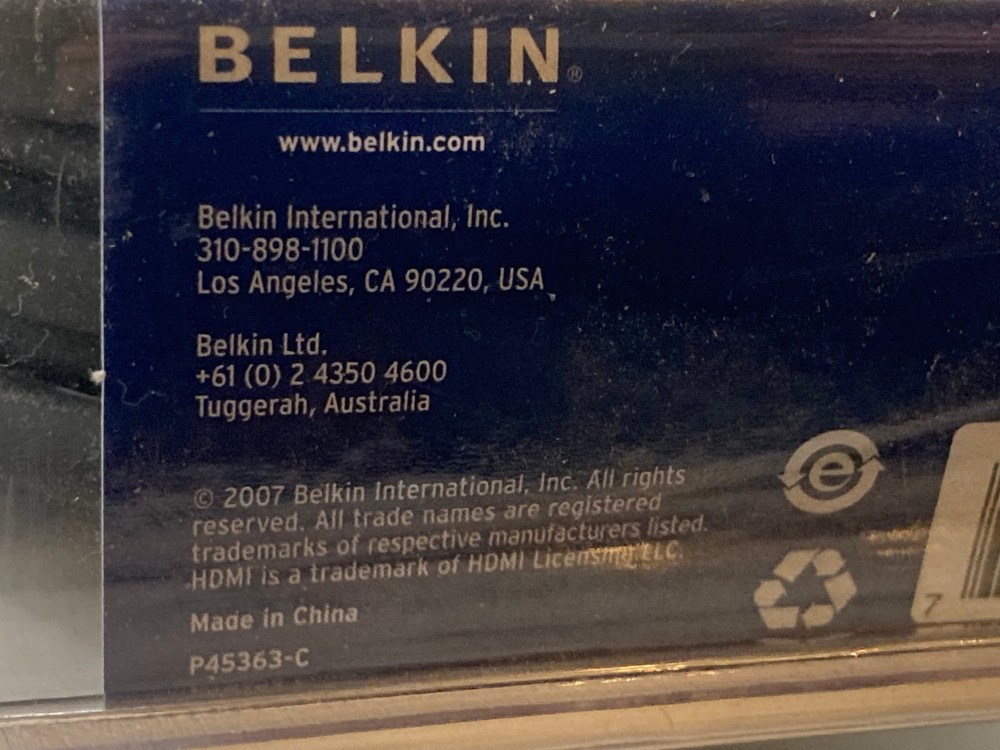 BELKIN®
www.belkin.com
Belkin International, Inc.
310-898-1100
Los Angeles, CA 90220, USA
Belkin Ltd.
+61 (0) 2 4350 4600
Tuggerah, Australia
© 2007 Belkin International, Inc. All rights
reserved. All trade names are registered
trademarks of respective manufacturers listed.
HDMI is a trademark of HDMI Licensing LLC.
Made in China
P45363-C
e
7